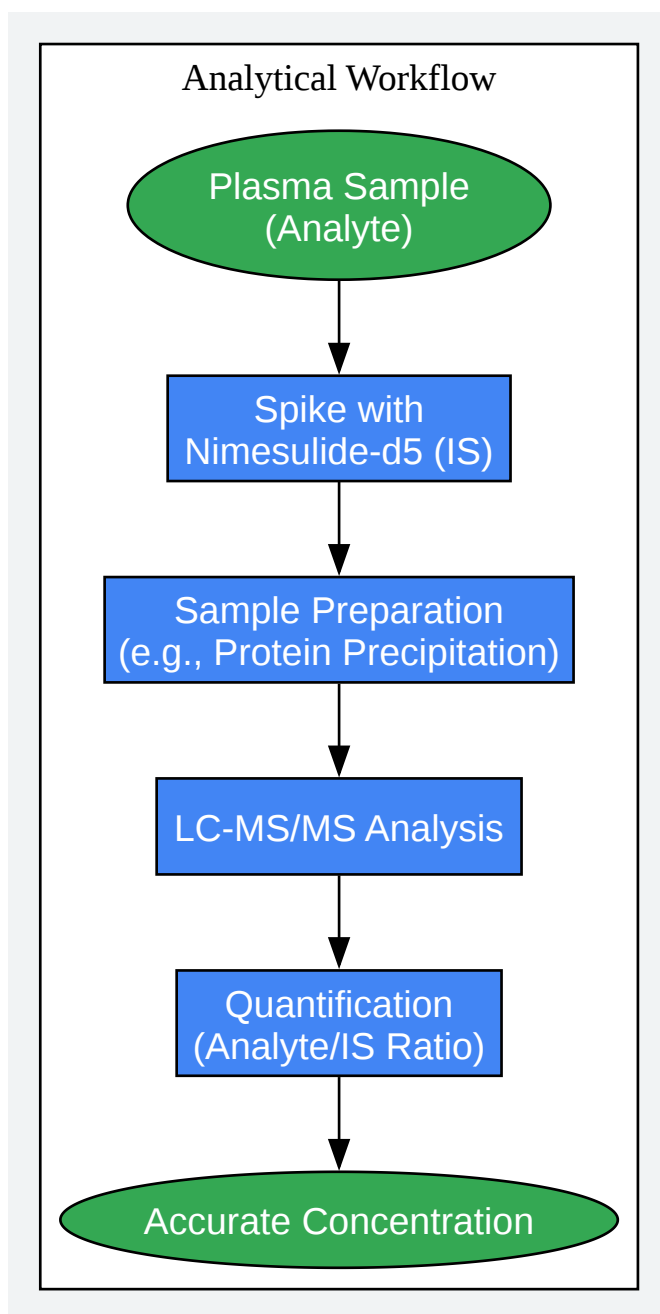 Analytical Workflow
Plasma Sample
(Analyte)
Spike with
Nimesulide-d5 (IS)
Sample Preparation
(e.g., Protein Precipitation)
LC-MS/MS Analysis
Quantification
(Analyte/IS Ratio)
Accurate Concentration